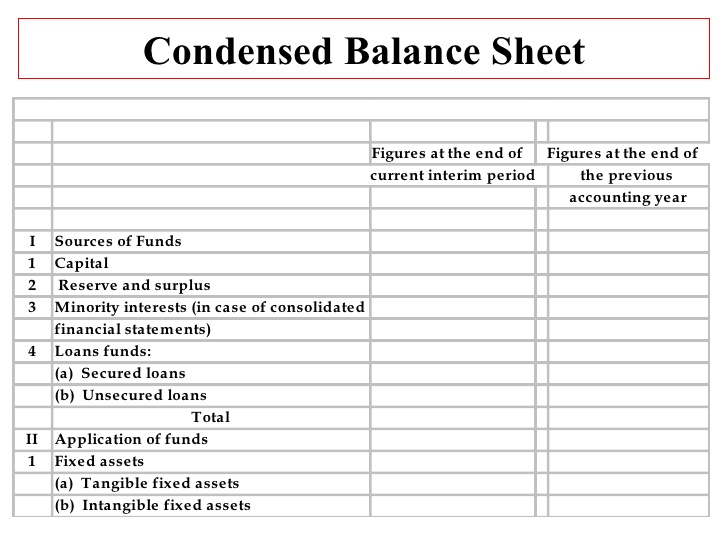 Condensed Balance Sheet
Figures at the end of Figures at the end of
current interim period the previous
accounting year
I Sources of Funds
1 Capital
2 Reserve and surplus
3 Minority interests (in case of consolidated
financial statements)
4 Loans funds:
(a) Secured loans
(b) Unsecured loans
Total
II Application of funds
1 Fixed assets
(a) Tangible fixed assets
(b) Intangible fixed assets